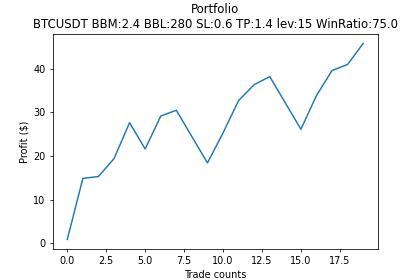 Portfolio
BTCUSDT BBM:2.4 BBL:280 SL:0.6 TP:1.4 lev:15 WinRatio:75.0
40
30
20
10
0
Profit ($)
0.0 2.5 5.0 7.5 10.0 12.5 15.0 17.5
Trade counts